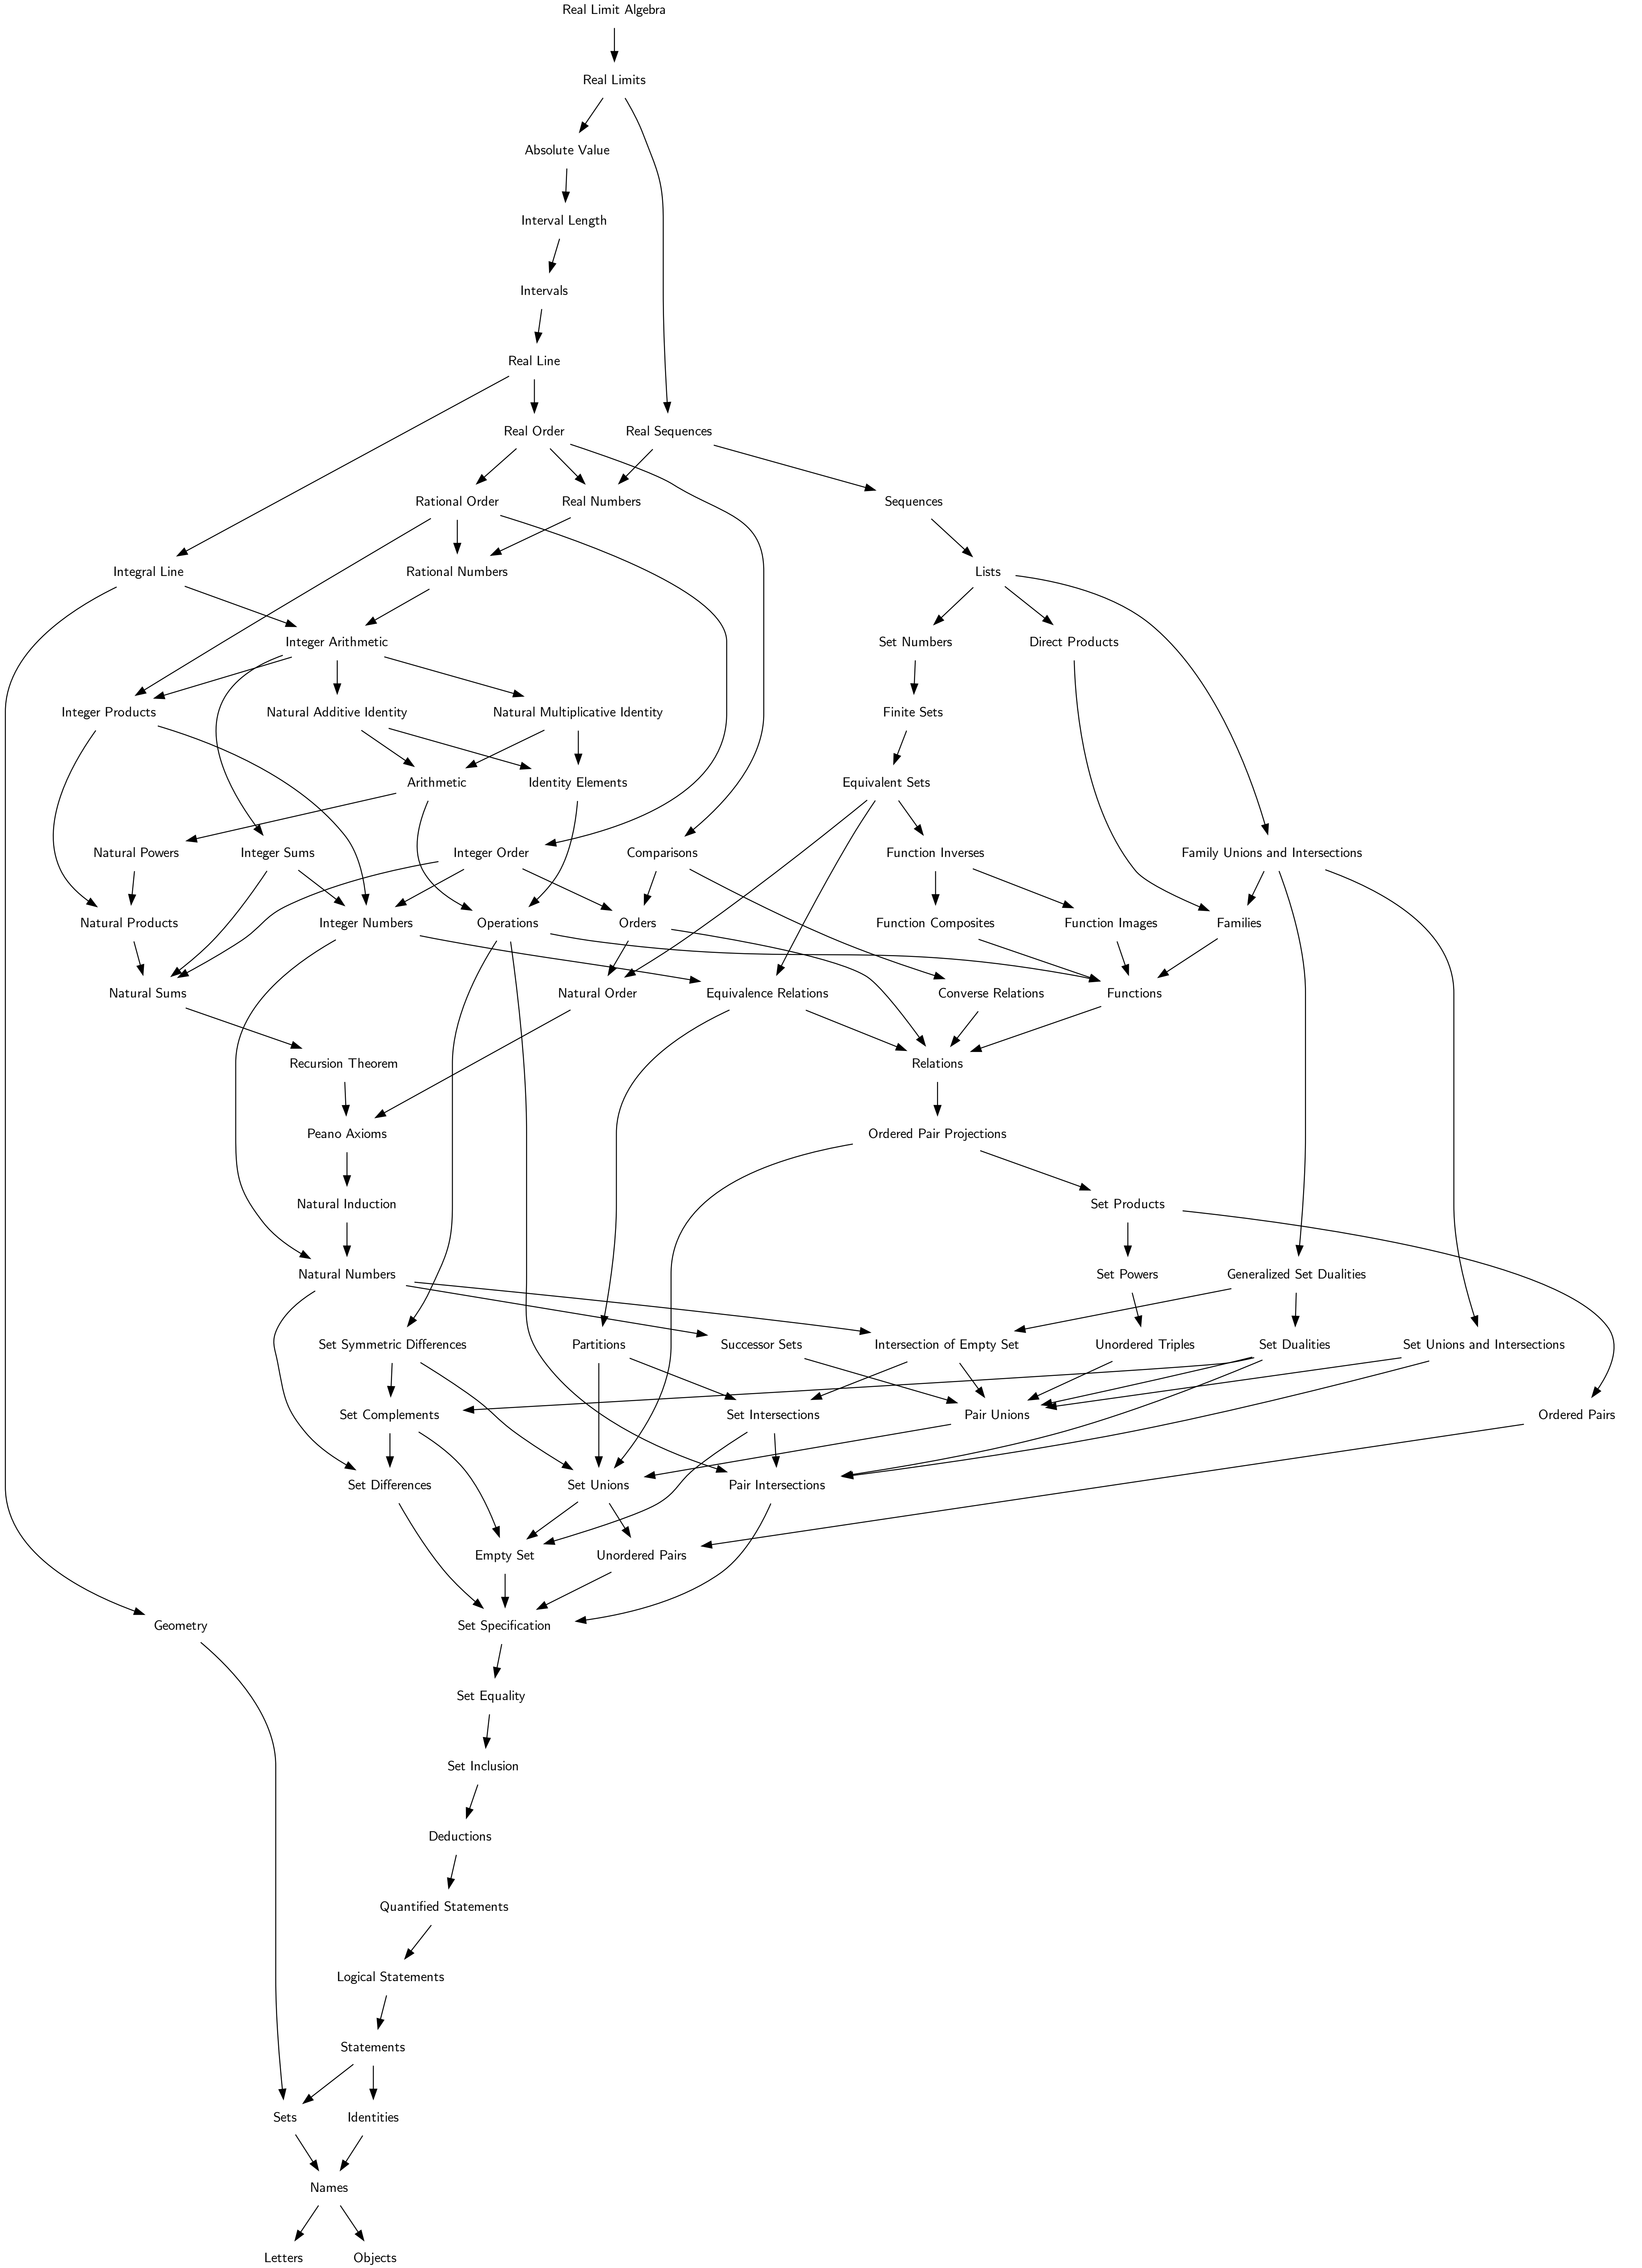 Real Limit Algebra
Real Limits
Absolute Value
Interval Length
Intervals
Real Line
Real Order
Real Sequences
Rational Order
Real Numbers
Sequences
Integral Line
Rational Numbers
Lists
Integer Arithmetic
Set Numbers
Direct Products
Integer Products
Natural Additive Identity
Natural Multiplicative Identity
Finite Sets
Arithmetic
Identity Elements
Equivalent Sets
Natural Powers
Integer Sums
Integer Order
Comparisons
Function Inverses
Family Unions and Intersections
Natural Products
Integer Numbers
Operations
Orders
Function Composites
Function Images
Families
Natural Sums
Natural Order
Equivalence Relations
Converse Relations
Functions
Recursion Theorem
Relations
Peano Axioms
Ordered Pair Projections
Natural Induction
Set Products
Natural Numbers
Set Powers
Generalized Set Dualities
Set Symmetric Differences
Partitions
Successor Sets
Intersection of Empty Set
Unordered Triples
Set Dualities
Set Unions and Intersections
Set Complements
Set Intersections
Pair Unions
Ordered Pairs
Set Differences
Set Unions
Pair Intersections
Empty Set
Unordered Pairs
Geometry
Set Specification
Set Equality
Set Inclusion
Deductions
Quantified Statements
Logical Statements
Statements
Sets
Identities
Names
Letters
Objects